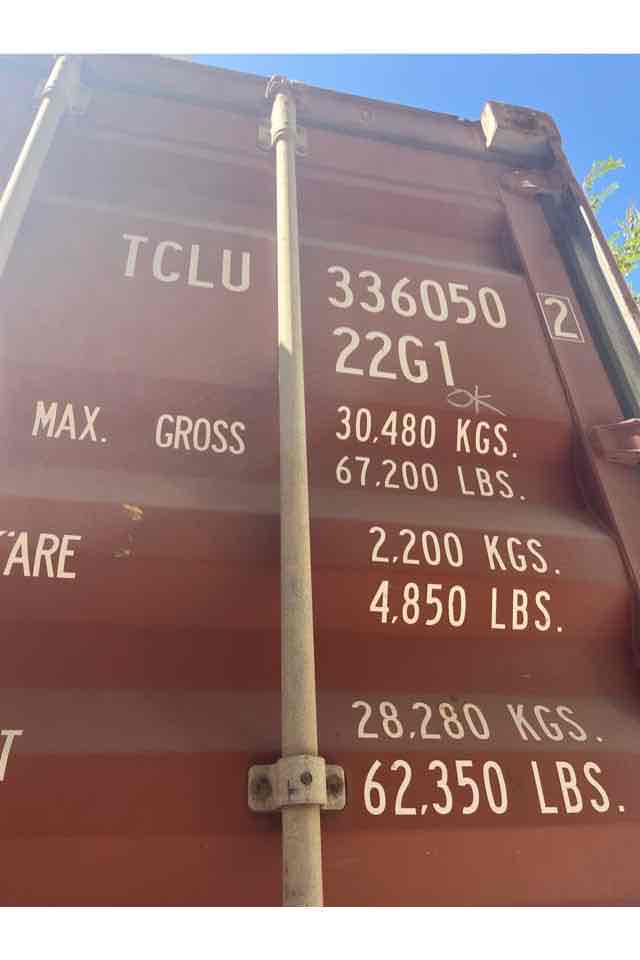 TCLU 336050 2
22G1
OK
MAX. GROSS 30,480 KGS.
67,200 LBS.
TARE 2,200 KGS.
4,850 LBS.
T 28,280 KGS.
62,350 LBS.